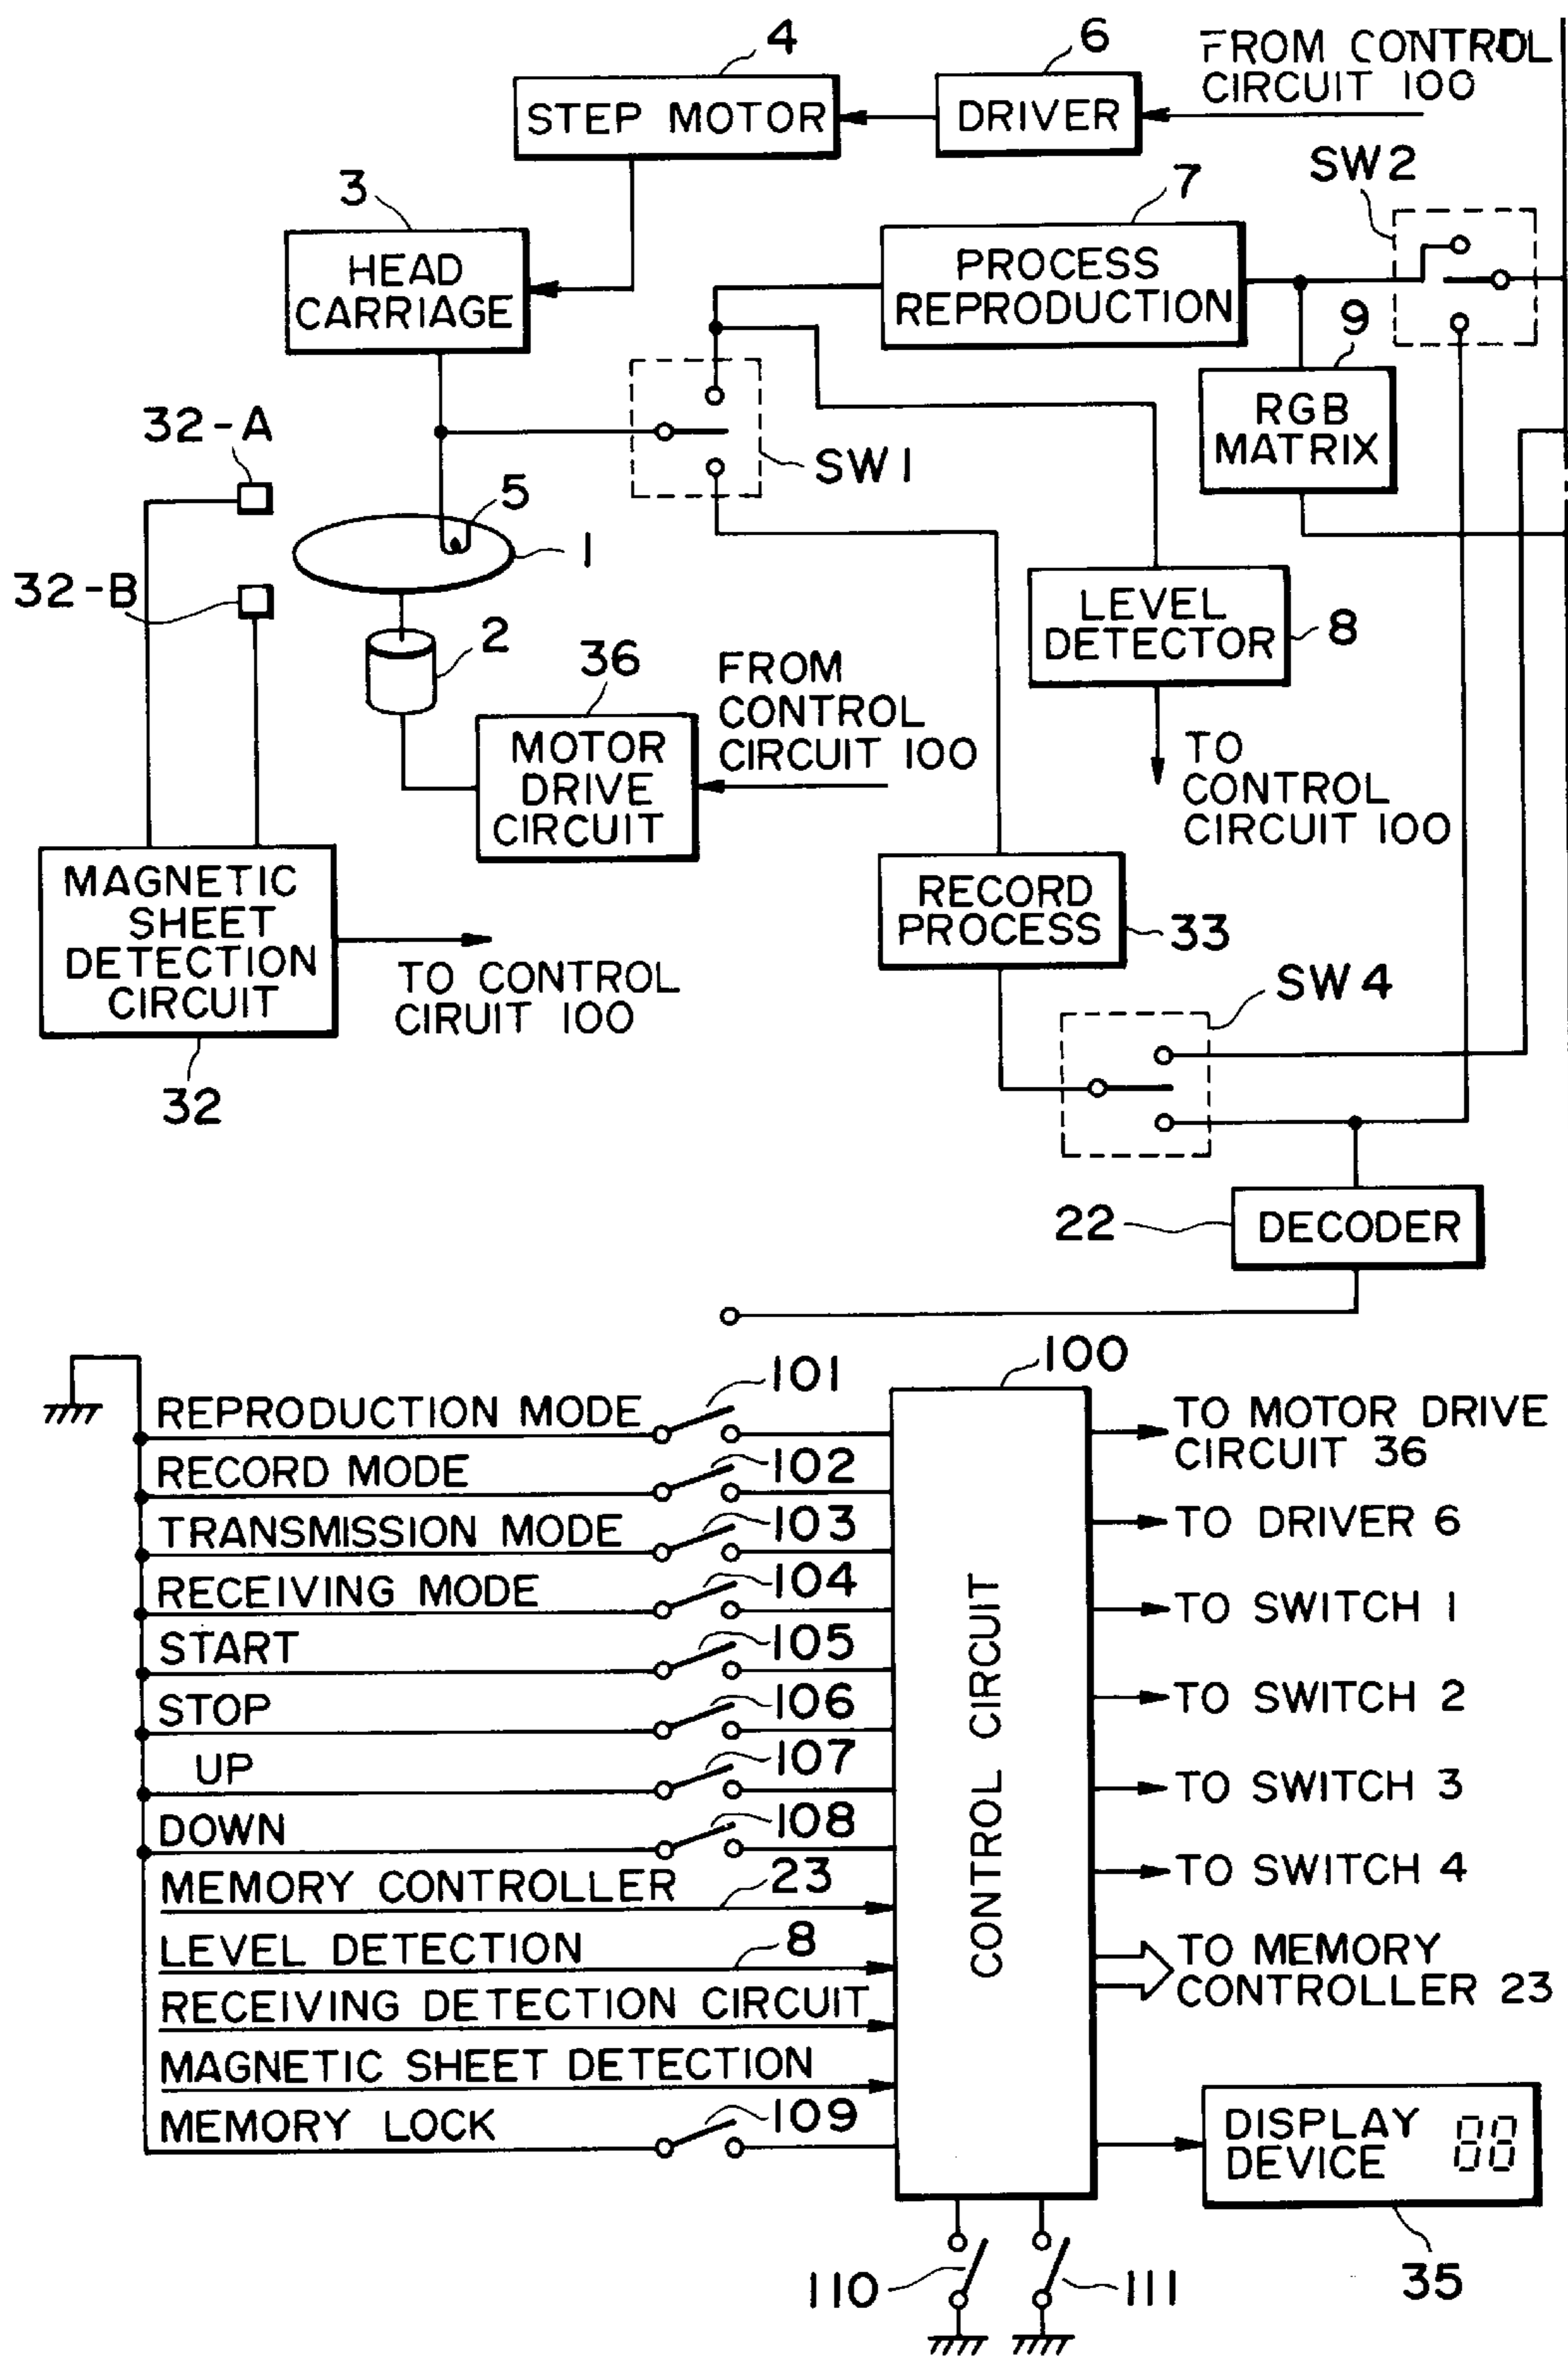 4
6
FROM CONTROL
CIRCUIT 100
STEP MOTOR
DRIVER
SW2
3
7
HEAD
CARRIAGE
PROCESS
REPRODUCTION
9
RGB
MATRIX
32-A
SW1
5
1
32-B
2
LEVEL
DETECTOR
8
36
FROM
CONTROL
CIRCUIT 100
MOTOR
DRIVE
CIRCUIT
TO
CONTROL
CIRCUIT 100
MAGNETIC
SHEET
DETECTION
CIRCUIT
RECORD
PROCESS
33
TO CONTROL
CIRUIT 100
SW4
32
22
DECODER
100
101
REPRODUCTION MODE
TO MOTOR DRIVE
CIRCUIT 36
RECORD MODE
102
TRANSMISSION MODE
103
TO DRIVER 6
RECEIVING MODE
104
TO SWITCH 1
START
105
STOP
106
TO SWITCH 2
UP
107
TO SWITCH 3
DOWN
108
CONTROL CIRCUIT
MEMORY CONTROLLER
23
TO SWITCH 4
LEVEL DETECTION
8
TO MEMORY
CONTROLLER 23
RECEIVING DETECTION CIRCUIT
MAGNETIC SHEET DETECTION
MEMORY LOCK
109
DISPLAY
DEVICE
00
00
110
111
35